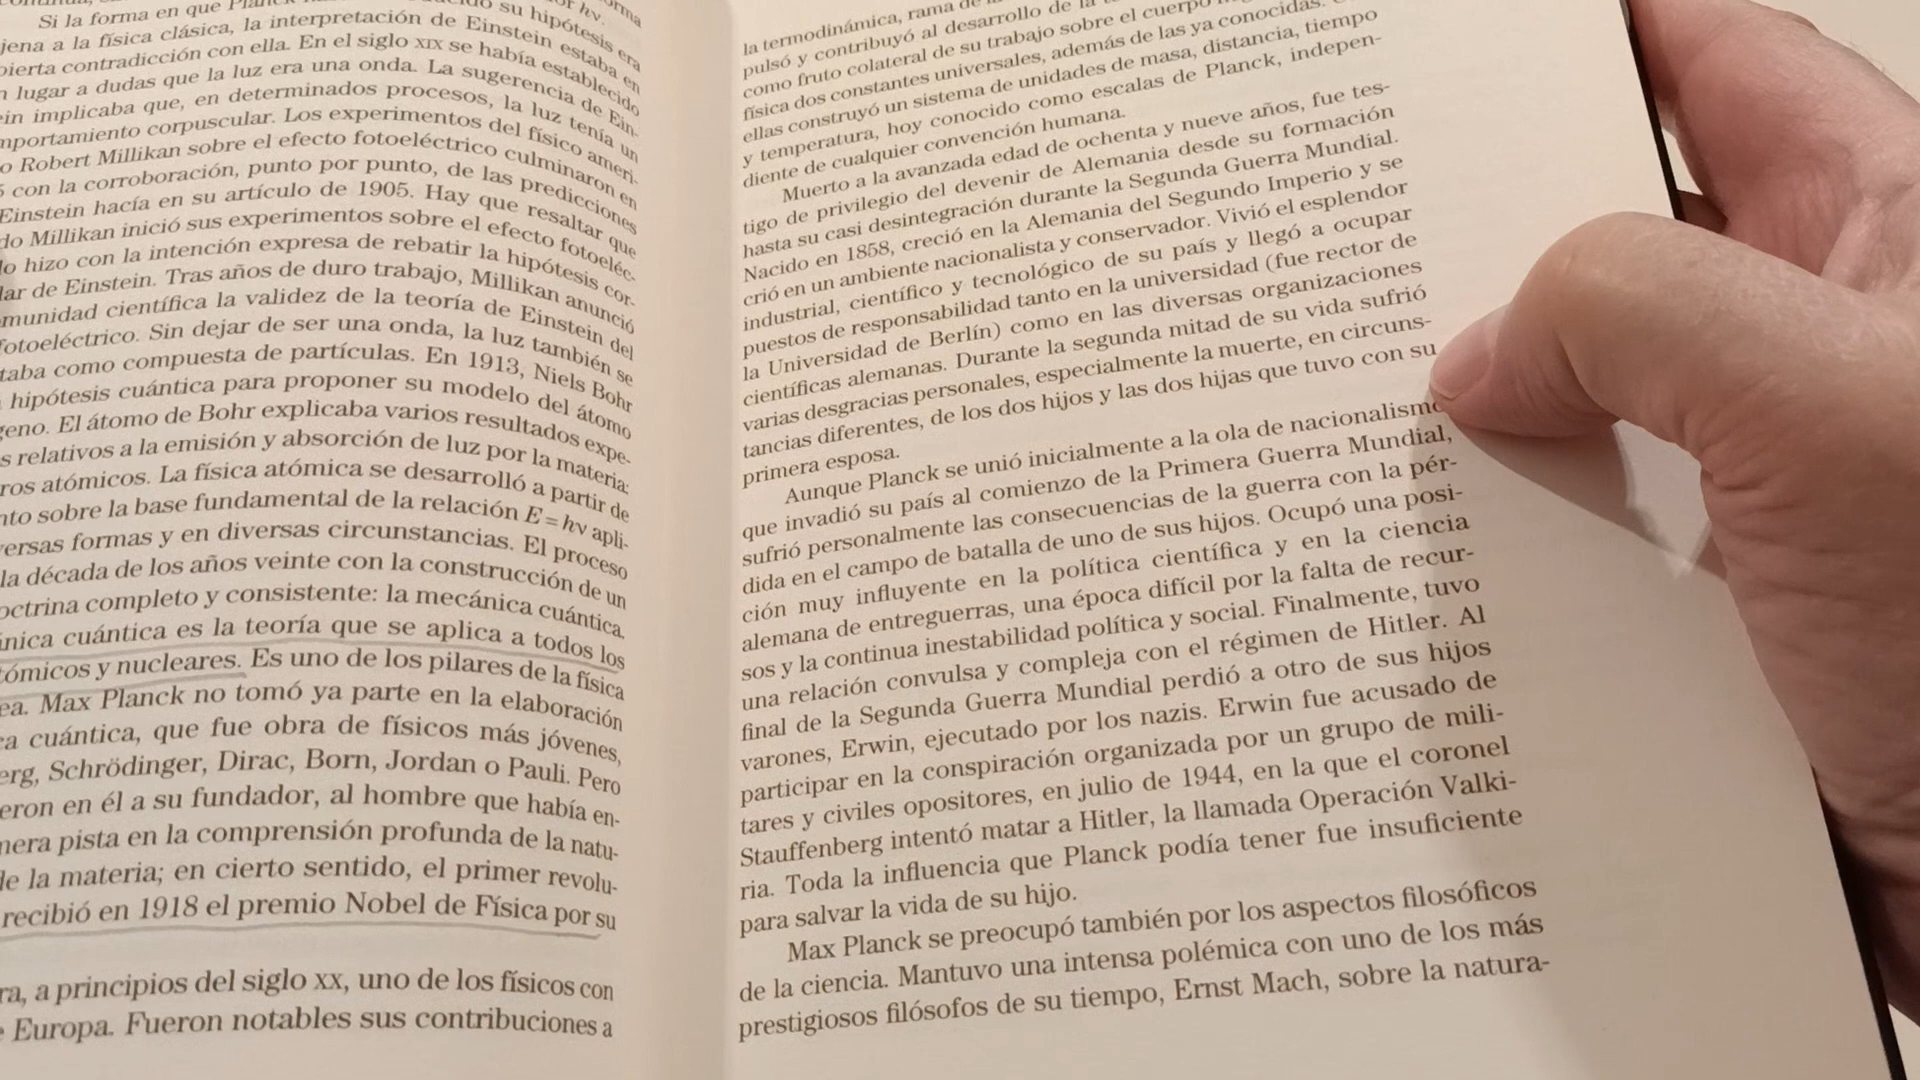 Si la forma en que Planck
su hipótesis era
jena a la física clásica, la interpretación de Einstein estaba en
bierta contradicción con ella. En el siglo XIX se había establecido
n lugar a dudas que la luz era una onda. La sugerencia de Ein-
ein implicaba que, en determinados procesos, la luz tenía un
mportamiento corpuscular. Los experimentos del físico ameri-
o Robert Millikan sobre el efecto fotoeléctrico culminaron en
5 con la corroboración, punto por punto, de las predicciones
Einstein hacía en su artículo de 1905. Hay que resaltar que
do Millikan inició sus experimentos sobre el efecto fotoeléc-
lo hizo con la intención expresa de rebatir la hipótesis cor-
lar de Einstein. Tras años de duro trabajo, Millikan anunció
munidad científica la validez de la teoría de Einstein del
fotoeléctrico. Sin dejar de ser una onda, la luz también se
taba como compuesta de partículas. En 1913, Niels Bohr
hipótesis cuántica para proponer su modelo del átomo
geno. El átomo de Bohr explicaba varios resultados expe-
s relativos a la emisión y absorción de luz por la materia:
ros atómicos. La física atómica se desarrolló a partir de
nto sobre la base fundamental de la relación E = hν apli-
versas formas y en diversas circunstancias. El proceso
la década de los años veinte con la construcción de un
octrina completo y consistente: la mecánica cuántica.
ánica cuántica es la teoría que se aplica a todos los
tómicos y nucleares. Es uno de los pilares de la física
ea. Max Planck no tomó ya parte en la elaboración
ca cuántica, que fue obra de físicos más jóvenes,
erg, Schrödinger, Dirac, Born, Jordan o Pauli. Pero
eron en él a su fundador, al hombre que había en-
mera pista en la comprensión profunda de la natu-
de la materia; en cierto sentido, el primer revolu-
recibió en 1918 el premio Nobel de Física por su
ra, a principios del siglo XX, uno de los físicos con
e Europa. Fueron notables sus contribuciones a
la termodinámica, rama de
pulsó y contribuyó al desarrollo de la
como fruto colateral de su trabajo sobre el cuerpo
física dos constantes universales, además de las ya conocidas.
ellas construyó un sistema de unidades de masa, distancia, tiempo
y temperatura, hoy conocido como escalas de Planck, indepen-
diente de cualquier convención humana.
Muerto a la avanzada edad de ochenta y nueve años, fue tes-
tigo de privilegio del devenir de Alemania desde su formación
hasta su casi desintegración durante la Segunda Guerra Mundial.
Nacido en 1858, creció en la Alemania del Segundo Imperio y se
crió en un ambiente nacionalista y conservador. Vivió el esplendor
industrial, científico y tecnológico de su país y llegó a ocupar
puestos de responsabilidad tanto en la universidad (fue rector de
la Universidad de Berlín) como en las diversas organizaciones
científicas alemanas. Durante la segunda mitad de su vida sufrió
varias desgracias personales, especialmente la muerte, en circuns-
tancias diferentes, de los dos hijos y las dos hijas que tuvo con su
primera esposa.
Aunque Planck se unió inicialmente a la ola de nacionalismo
que invadió su país al comienzo de la Primera Guerra Mundial,
sufrió personalmente las consecuencias de la guerra con la pér-
dida en el campo de batalla de uno de sus hijos. Ocupó una posi-
ción muy influyente en la política científica y en la ciencia
alemana de entreguerras, una época difícil por la falta de recur-
sos y la continua inestabilidad política y social. Finalmente, tuvo
una relación convulsa y compleja con el régimen de Hitler. Al
final de la Segunda Guerra Mundial perdió a otro de sus hijos
varones, Erwin, ejecutado por los nazis. Erwin fue acusado de
participar en la conspiración organizada por un grupo de mili-
tares y civiles opositores, en julio de 1944, en la que el coronel
Stauffenberg intentó matar a Hitler, la llamada Operación Valki-
ria. Toda la influencia que Planck podía tener fue insuficiente
para salvar la vida de su hijo.
Max Planck se preocupó también por los aspectos filosóficos
de la ciencia. Mantuvo una intensa polémica con uno de los más
prestigiosos filósofos de su tiempo, Ernst Mach, sobre la natura-